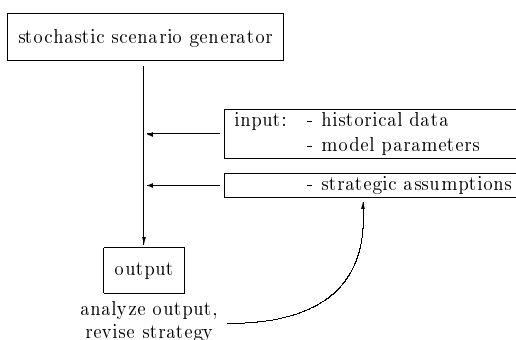 stochastic scenario generator
input: - historical data
- model parameters
- strategic assumptions
output
analyze output,
revise strategy